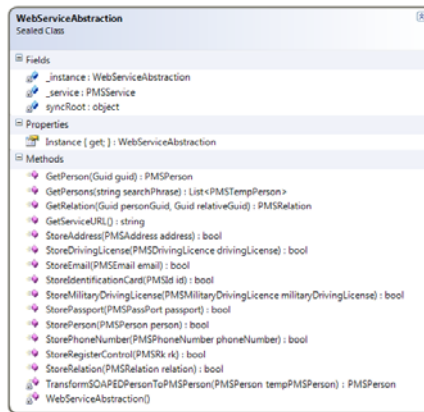 WebServiceAbstraction
Sealed Class
Fields
_instance : WebServiceAbstraction
_service : PMSService
syncRoot : object
Properties
Instance { get; } : WebServiceAbstraction
Methods
GetPerson(Guid guid) : PMSPerson
GetPersons(string searchPhrase) : List<PMSTempPerson>
GetRelation(Guid personGuid, Guid relativeGuid) : PMSRelation
GetServiceURL() : string
StoreAddress(PMSAddress address) : bool
StoreDrivingLicense(PMSDrivingLicence drivingLicense) : bool
StoreEmail(PMSEmail email) : bool
StoreIdentificationCard(PMSId id) : bool
StoreMilitaryDrivingLicense(PMSMilitaryDrivingLicence militaryDrivingLicense) : bool
StorePassport(PMSPassPort passport) : bool
StorePerson(PMSPerson person) : bool
StorePhoneNumber(PMSPhoneNumber phoneNumber) : bool
StoreRegisterControl(PMSRk rk) : bool
StoreRelation(PMSRelation relation) : bool
TransformSOAPEDPersonToPMSPerson(PMSPerson tempPMSPerson) : PMSPerson
WebServiceAbstraction()